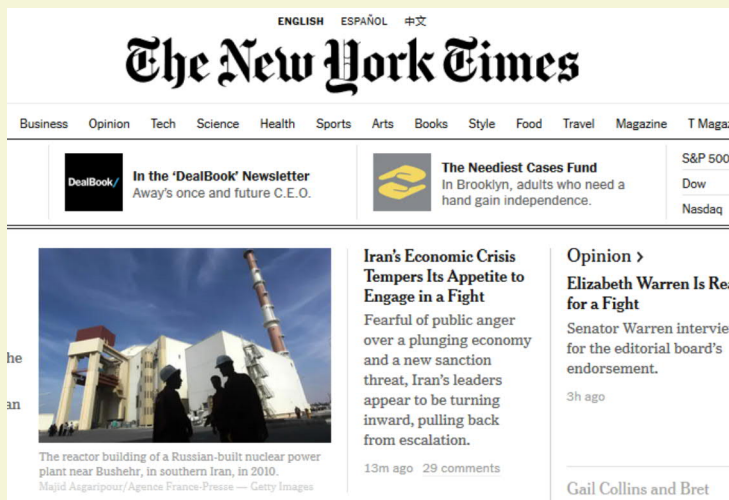 ENGLISH ESPAÑOL 中文
The New York Times
Business Opinion Tech Science Health Sports Arts Books Style Food Travel Magazine T
DealBook/
In the ‘DealBook’ Newsletter
Away’s once and future C.E.O.
The Neediest Cases Fund
In Brooklyn, adults who need a
hand gain independence.
S&P 500
Dow
Nasdaq
Iran’s Economic Crisis
Tempers Its Appetite to
Engage in a Fight
Fearful of public anger
over a plunging economy
and a new sanction
threat, Iran’s leaders
appear to be turning
inward, pulling back
from escalation.
13m ago 29 comments
The reactor building of a Russian-built nuclear power
plant near Bushehr, in southern Iran, in 2010.
Majid Asgaripour/Agence France-Presse — Getty Images
Opinion >
Elizabeth Warren Is
for a Fight
Senator Warren
for the editorial board’s
endorsement.
3h ago
Gail Collins and Bret